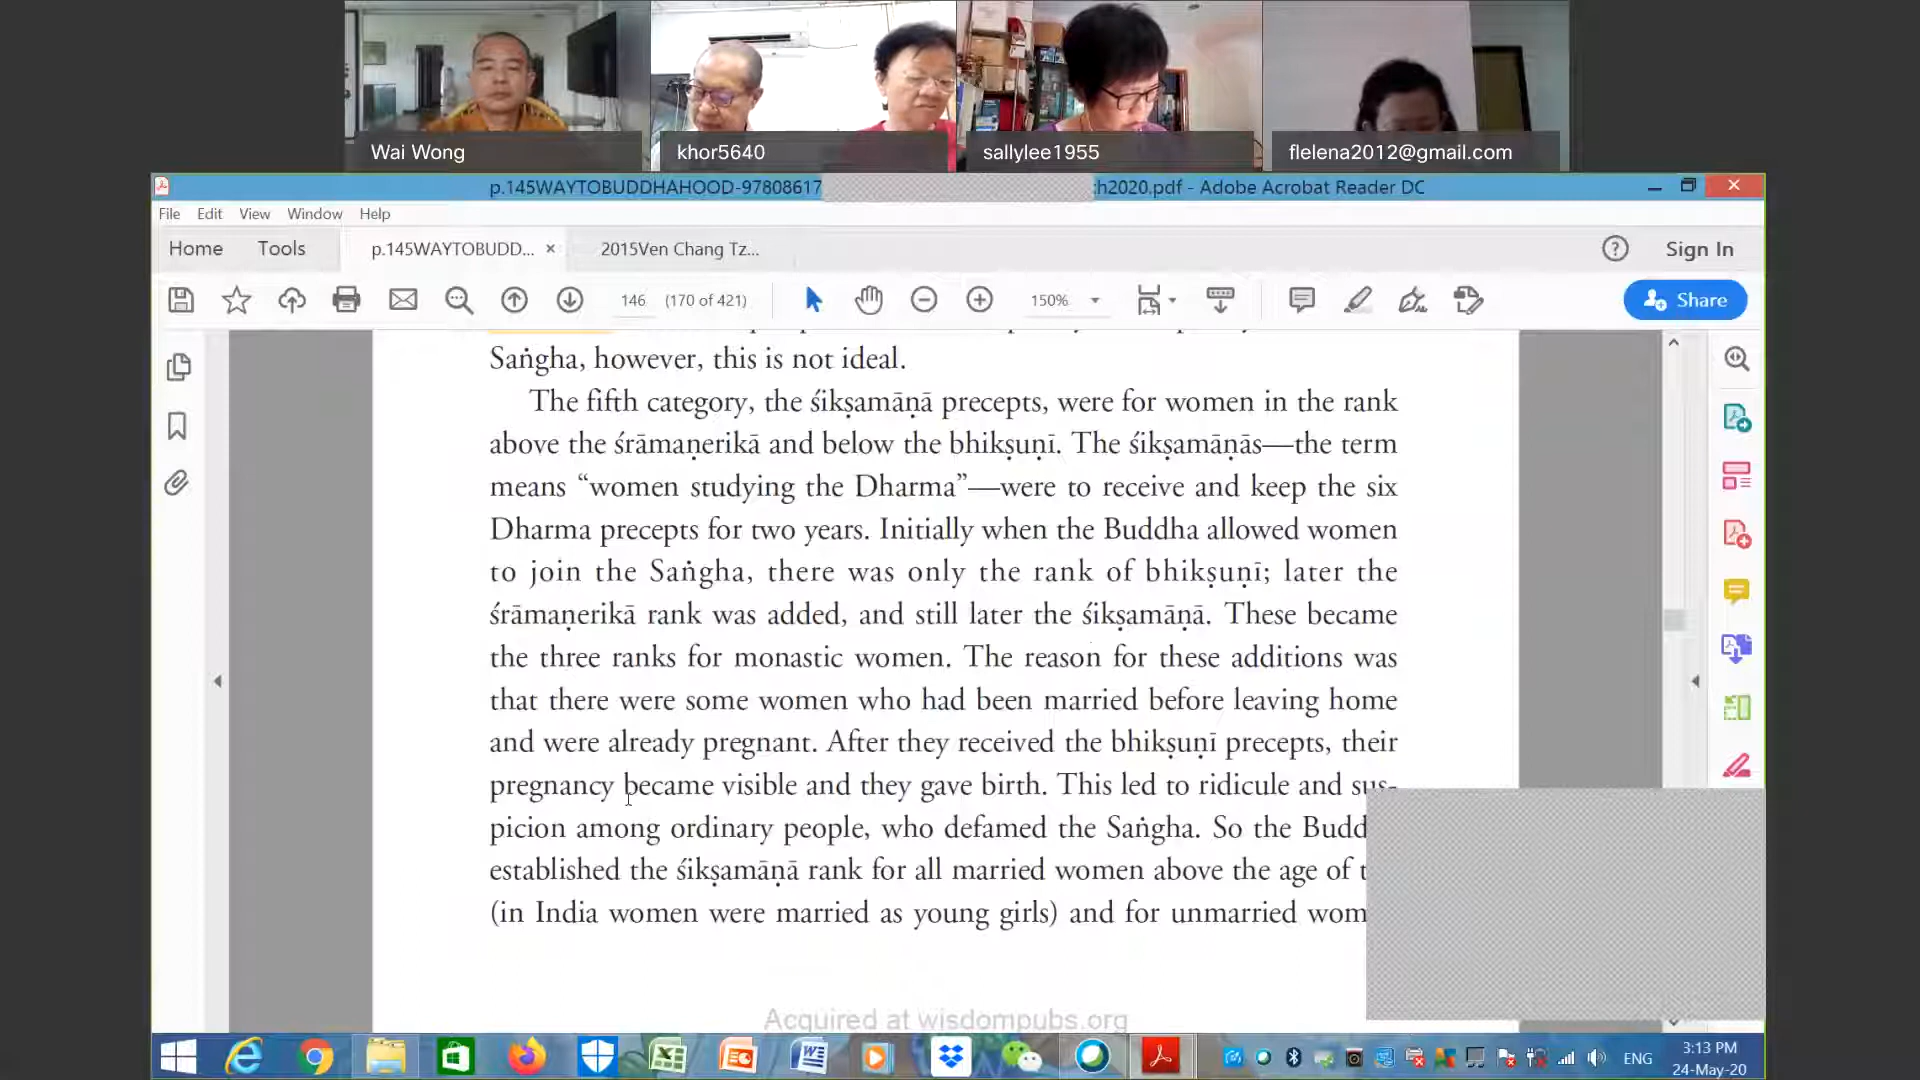 Wai Wong
khor5640
sallylee1955
flelena2012@gmail.com
p.145WAYTOBUDDHAHOOD-97808617 h2020.pdf - Adobe Acrobat Reader DC
File Edit View Window Help
Home Tools p.145WAYTOBUDD... × 2015Ven Chang Tz... Sign In
146 (170 of 421) 150% Share
Saṅgha, however, this is not ideal.
The fifth category, the śikṣamāṇā precepts, were for women in the rank
above the śrāmaṇerikā and below the bhikṣuṇī. The śikṣamāṇās—the term
means “women studying the Dharma”—were to receive and keep the six
Dharma precepts for two years. Initially when the Buddha allowed women
to join the Saṅgha, there was only the rank of bhikṣuṇī; later the
śrāmaṇerikā rank was added, and still later the śikṣamāṇā. These became
the three ranks for monastic women. The reason for these additions was
that there were some women who had been married before leaving home
and were already pregnant. After they received the bhikṣuṇī precepts, their
pregnancy became visible and they gave birth. This led to ridicule and sus-
picion among ordinary people, who defamed the Saṅgha. So the Budd
established the śikṣamāṇā rank for all married women above the age of t
(in India women were married as young girls) and for unmarried wom
Acquired at wisdompubs.org
ENG 3:13 PM
24-May-20